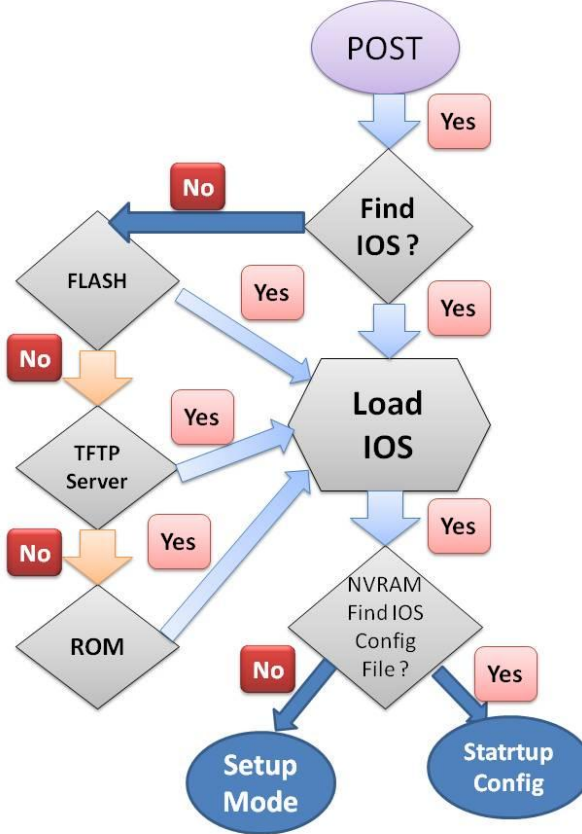 POST
Yes
No
Find
IOS ?
FLASH
Yes
Yes
No
Load
IOS
Yes
TFTP
Server
No
Yes
Yes
ROM
NVRAM
Find IOS
Config
File ?
No
Yes
Setup
Mode
Statrtup
Config